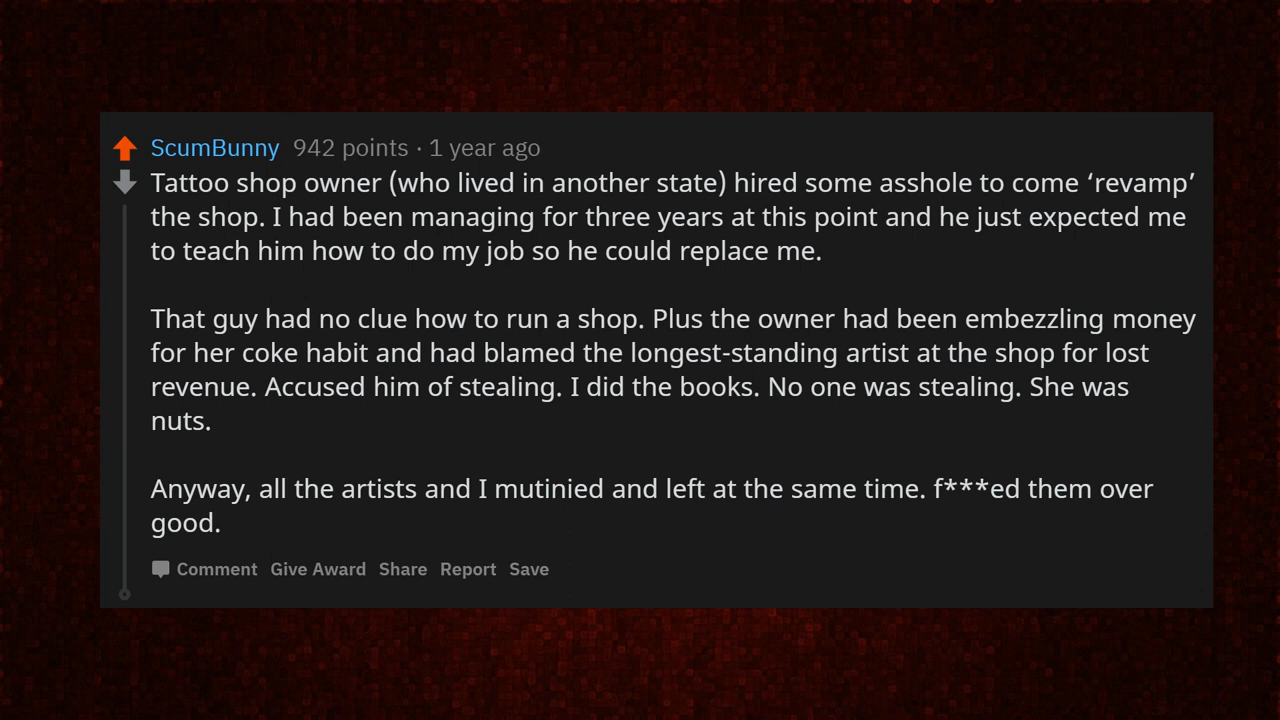 ScumBunny 942 points · 1 year ago
Tattoo shop owner (who lived in another state) hired some asshole to come ‘revamp’
the shop. I had been managing for three years at this point and he just expected me
to teach him how to do my job so he could replace me.
That guy had no clue how to run a shop. Plus the owner had been embezzling money
for her coke habit and had blamed the longest-standing artist at the shop for lost
revenue. Accused him of stealing. I did the books. No one was stealing. She was
nuts.
Anyway, all the artists and I mutinied and left at the same time. f***ed them over
good.
Comment Give Award Share Report Save